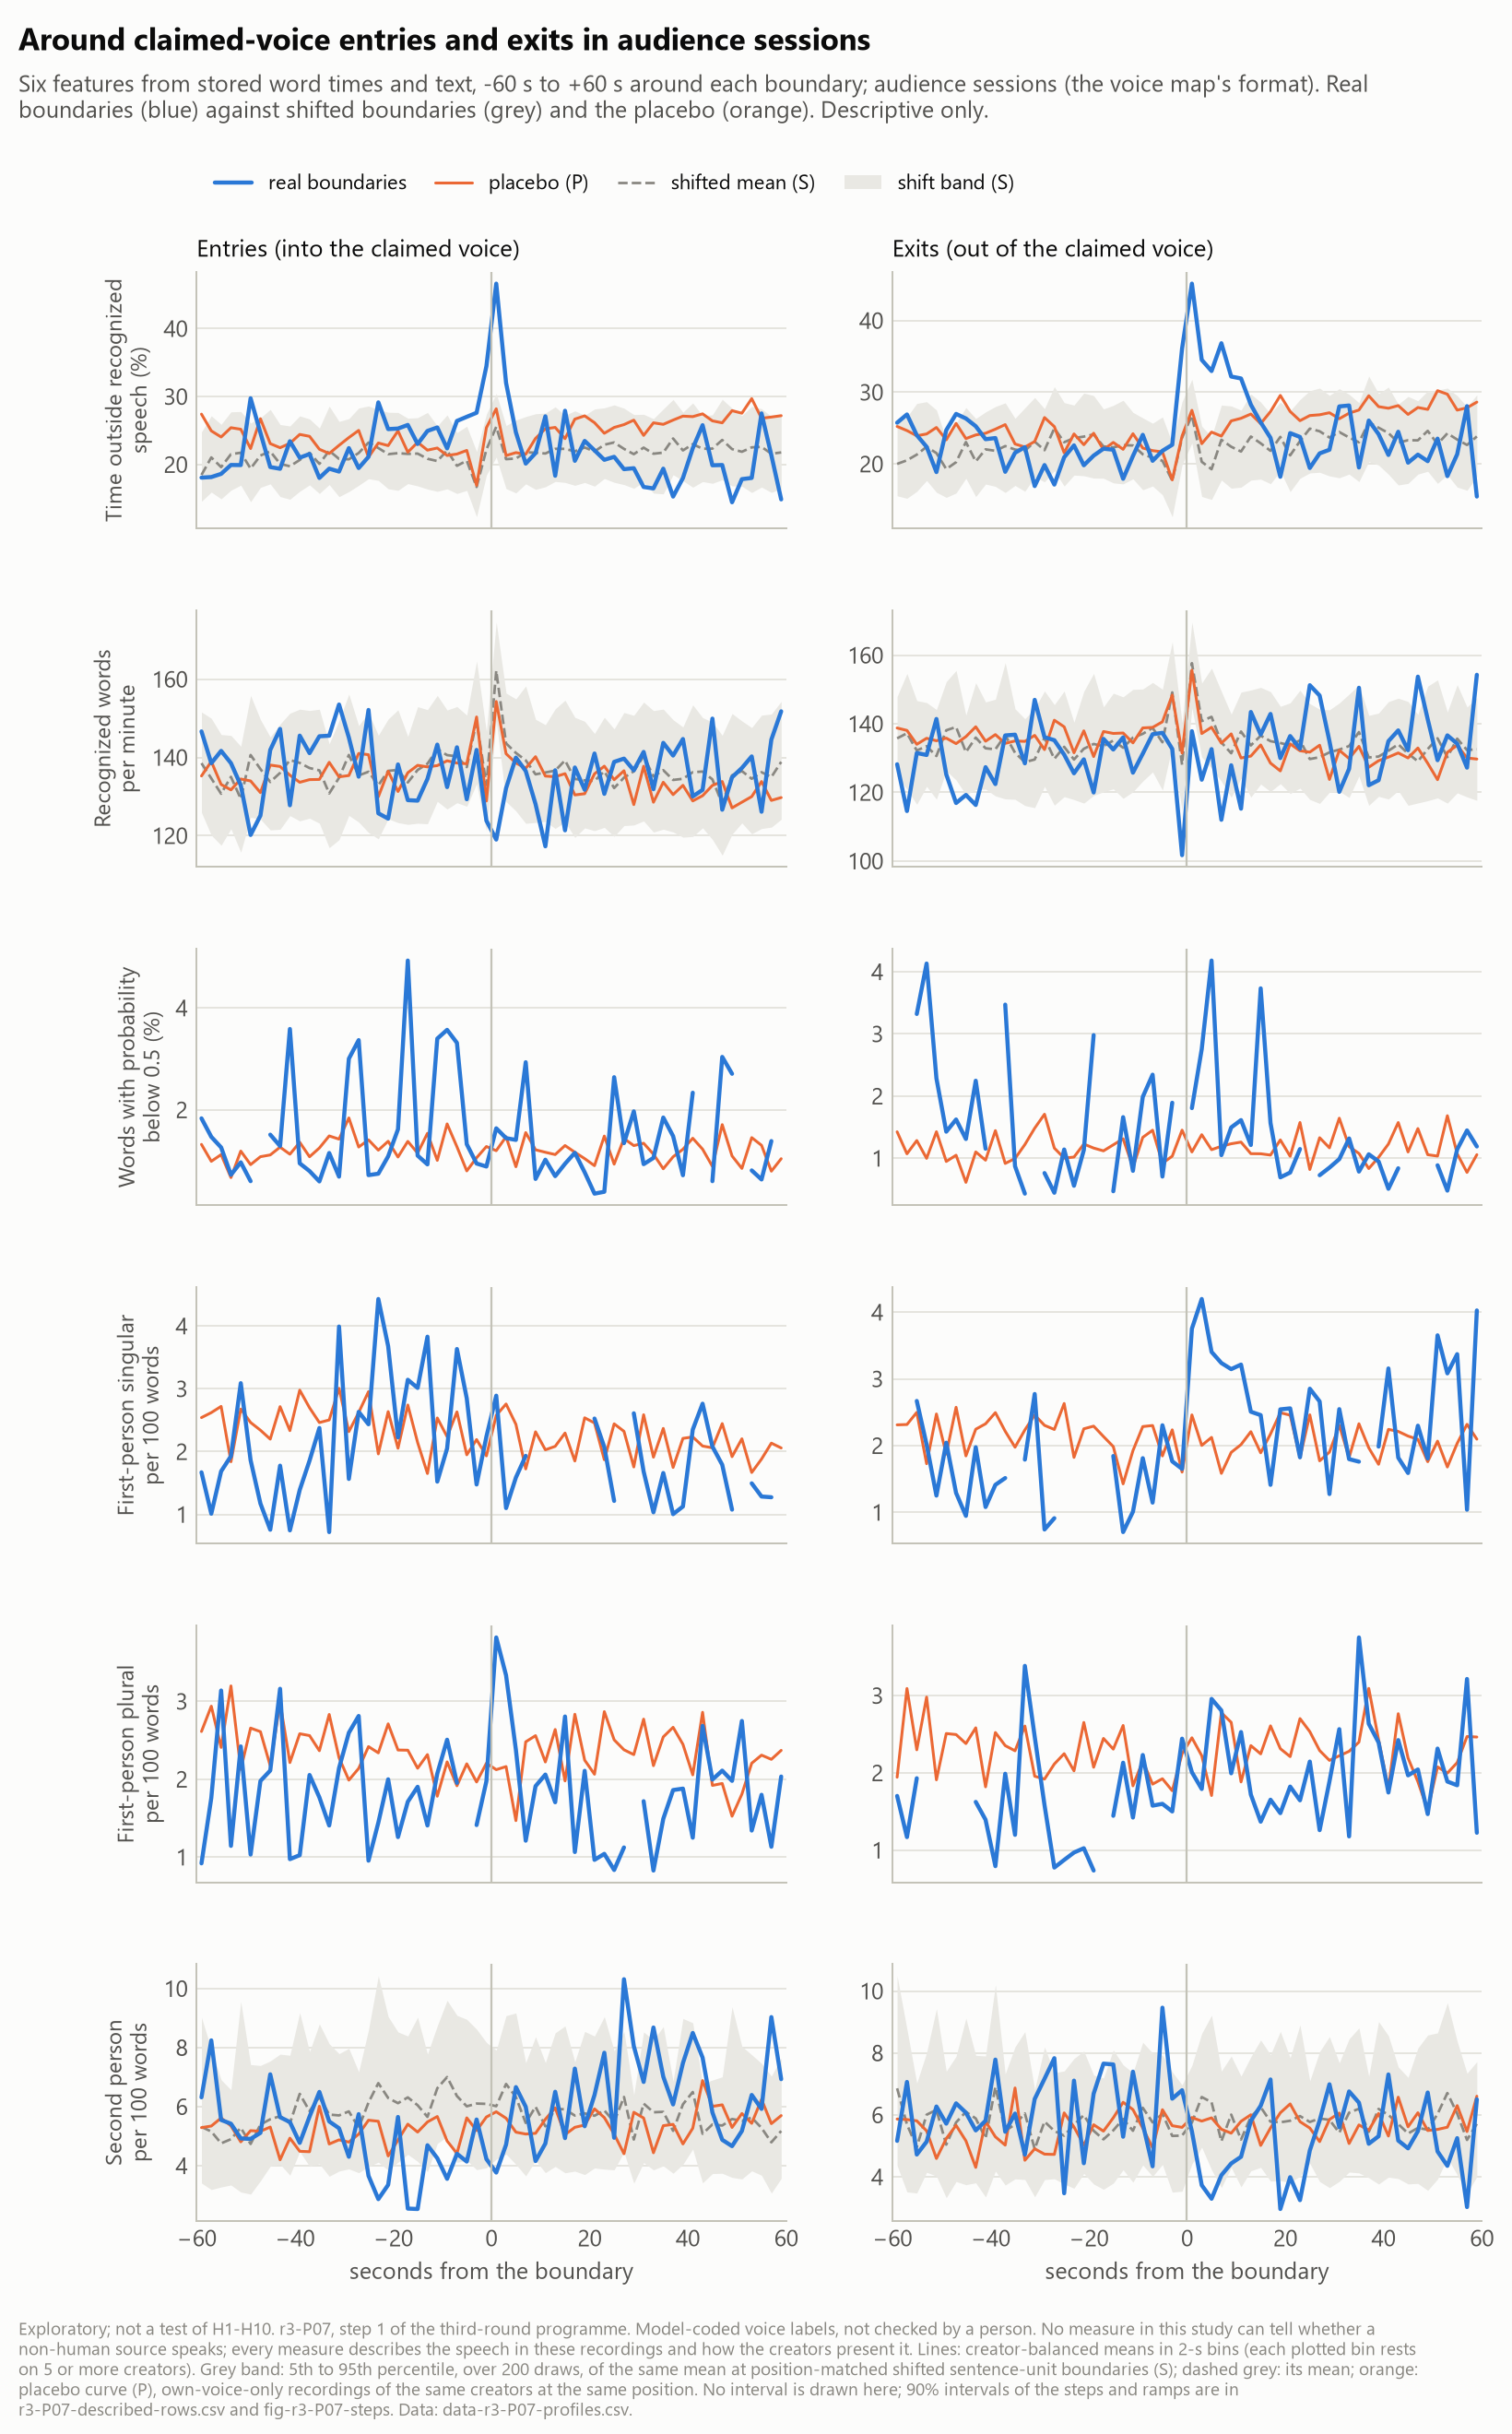 Around claimed-voice entries and exits in audience sessions
Six features from stored word times and text, -60 s to +60 s around each boundary; audience sessions (the voice map's format). Real
boundaries (blue) against shifted boundaries (grey) and the placebo (orange). Descriptive only.
real boundaries
placebo (P)
shifted mean (S)
shift band (S)
Entries (into the claimed voice)
Exits (out of the claimed voice)
Time outside recognized
speech (%)
40
30
20
40
30
20
Recognized words
per minute
160
140
120
160
140
120
100
Words with probability
below 0.5 (%)
4
2
4
3
2
1
First-person singular
per 100 words
4
3
2
1
4
3
2
1
First-person plural
per 100 words
3
2
1
3
2
1
Second person
per 100 words
10
8
6
4
10
8
6
4
−60
−40
−20
0
20
40
60
−60
−40
−20
0
20
40
60
seconds from the boundary
seconds from the boundary
Exploratory; not a test of H1-H10. r3-P07, step 1 of the third-round programme. Model-coded voice labels, not checked by a person. No measure in this study can tell whether a
non-human source speaks; every measure describes the speech in these recordings and how the creators present it. Lines: creator-balanced means in 2-s bins (each plotted bin rests
on 5 or more creators). Grey band: 5th to 95th percentile, over 200 draws, of the same mean at position-matched shifted sentence-unit boundaries (S); dashed grey: its mean; orange:
placebo curve (P), own-voice-only recordings of the same creators at the same position. No interval is drawn here; 90% intervals of the steps and ramps are in
r3-P07-described-rows.csv and fig-r3-P07-steps. Data: data-r3-P07-profiles.csv.